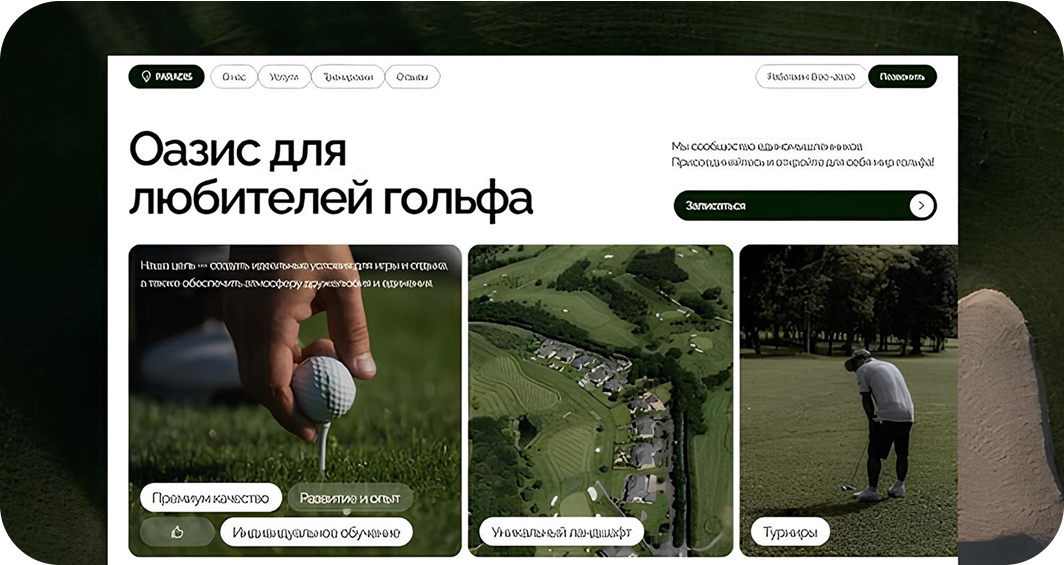 О нас
Услуги
Тренировки
Отзывы
Позвонить
Оазис для
любителей гольфа
Мы сообщество единомышленников
Присоединяйтесь и откройте для себя мир гольфа!
Записаться
Наша цель — создать идеальные условия для игры и отдыха,
а также обеспечить атмосферу дружелюбия и единения
Премиум качество
Развитие и опыт
Индивидуальное обучение
Уникальный ландшафт
Турниры